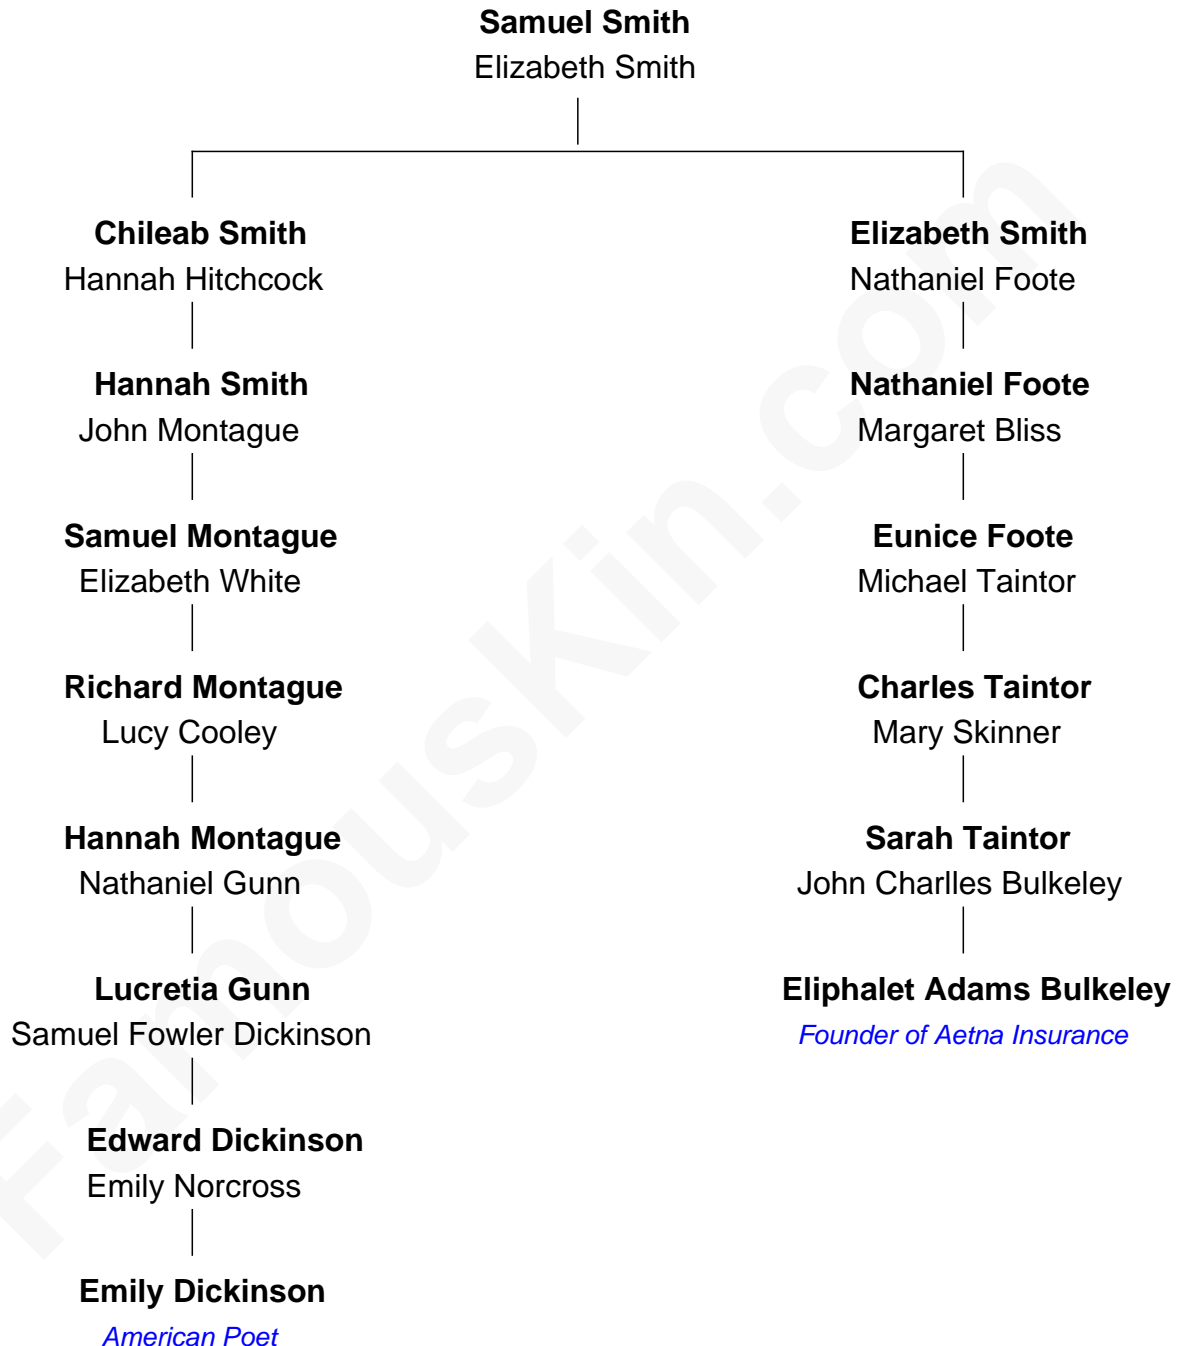 Samuel Smith
Elizabeth Smith
Chileab Smith
Hannah Hitchcock
Elizabeth Smith
Nathaniel Foote
Hannah Smith
John Montague
Nathaniel Foote
Margaret Bliss
Samuel Montague
Elizabeth White
Eunice Foote
Michael Taintor
Richard Montague
Lucy Cooley
Charles Taintor
Mary Skinner
Hannah Montague
Nathaniel Gunn
Sarah Taintor
John Charlles Bulkeley
Lucretia Gunn
Samuel Fowler Dickinson
Eliphalet Adams Bulkeley
Founder of Aetna Insurance
Edward Dickinson
Emily Norcross
Emily Dickinson
American Poet
FamousKin.com